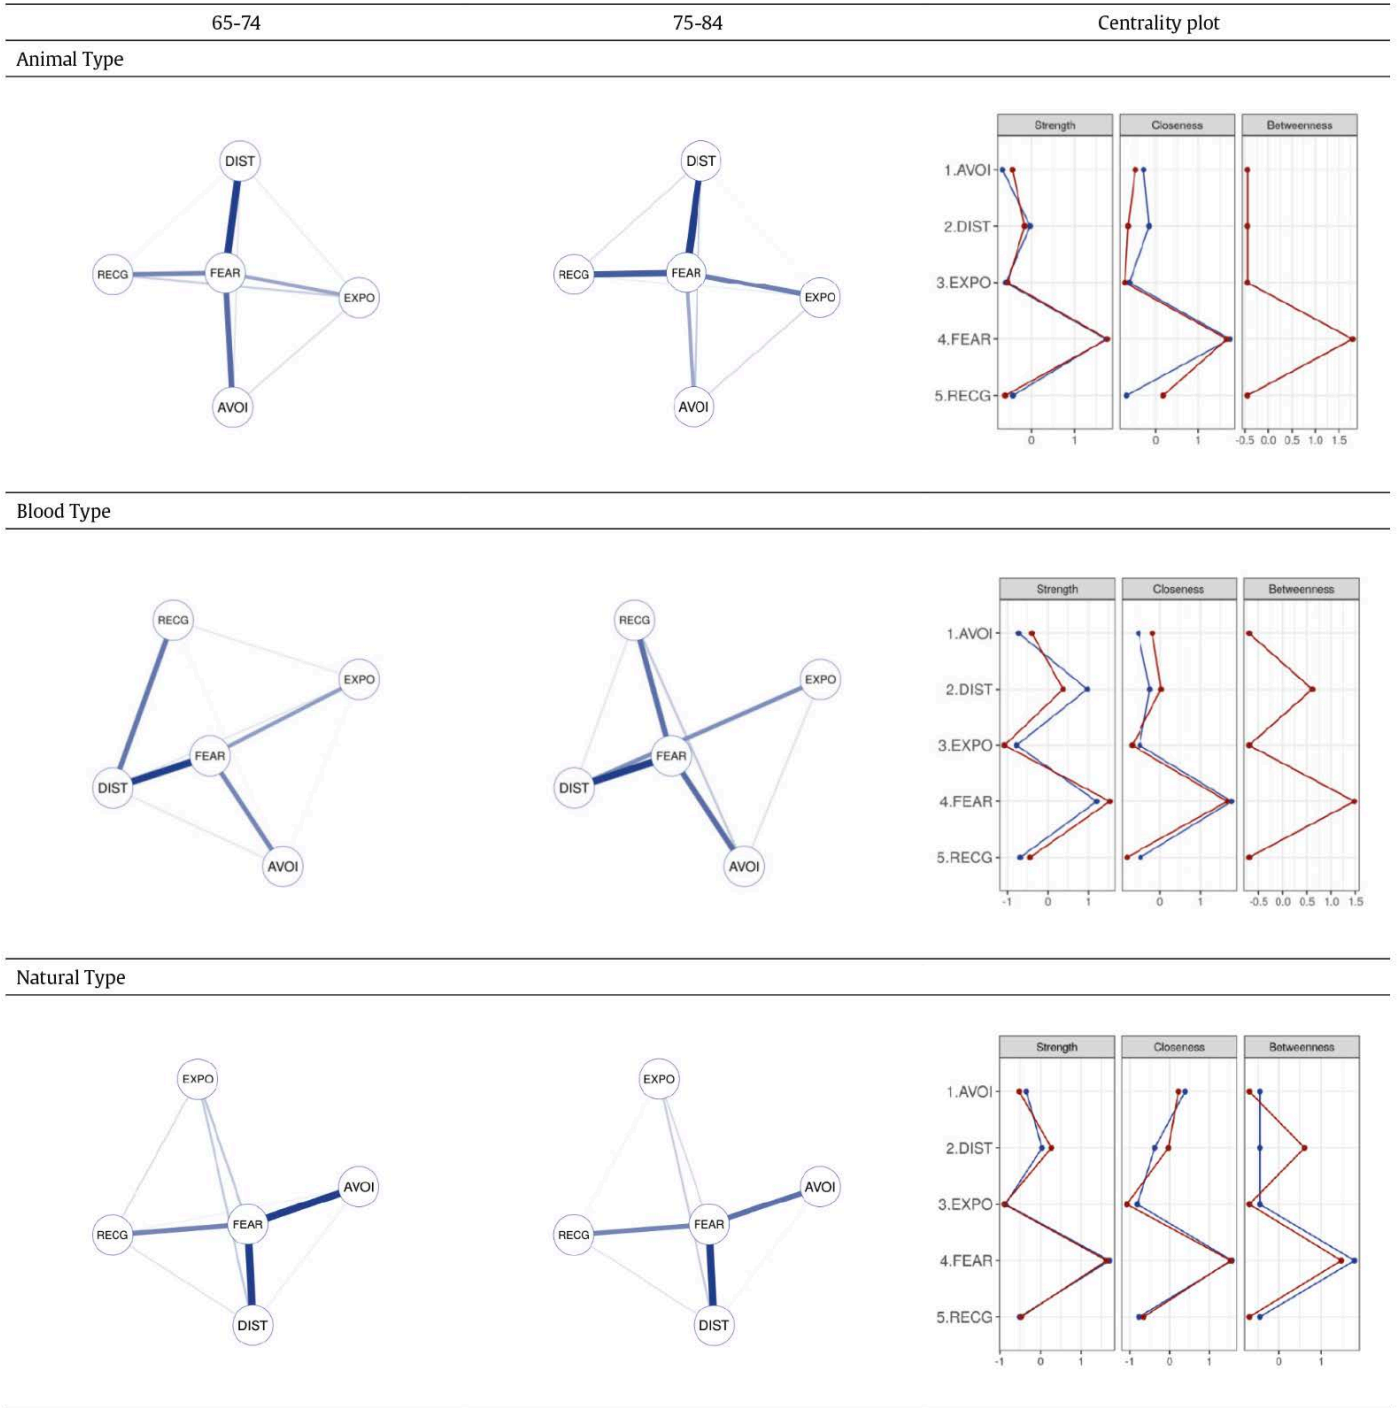 65-74 75-84 Centrality plot
Animal Type
DIST
RECG
FEAR
EXPO
AVOI
DIST
RECG
FEAR
EXPO
AVOI
Strength Closeness Betweenness
1.AVOI
2.DIST
3.EXPO
4.FEAR
5.RECG
0 1 0 1 -0.5 0.0 0.5 1.0 1.5
Blood Type
RECG
EXPO
FEAR
DIST
AVOI
RECG
EXPO
FEAR
DIST
AVOI
Strength Closeness Betweenness
1.AVOI
2.DIST
3.EXPO
4.FEAR
5.RECG
-1 0 1 0 1 -0.5 0.0 0.5 1.0 1.5
Natural Type
EXPO
AVOI
FEAR
RECG
DIST
EXPO
AVOI
FEAR
RECG
DIST
Strength Closeness Betweenness
1.AVOI
2.DIST
3.EXPO
4.FEAR
5.RECG
-1 0 1 -1 0 1 0 1